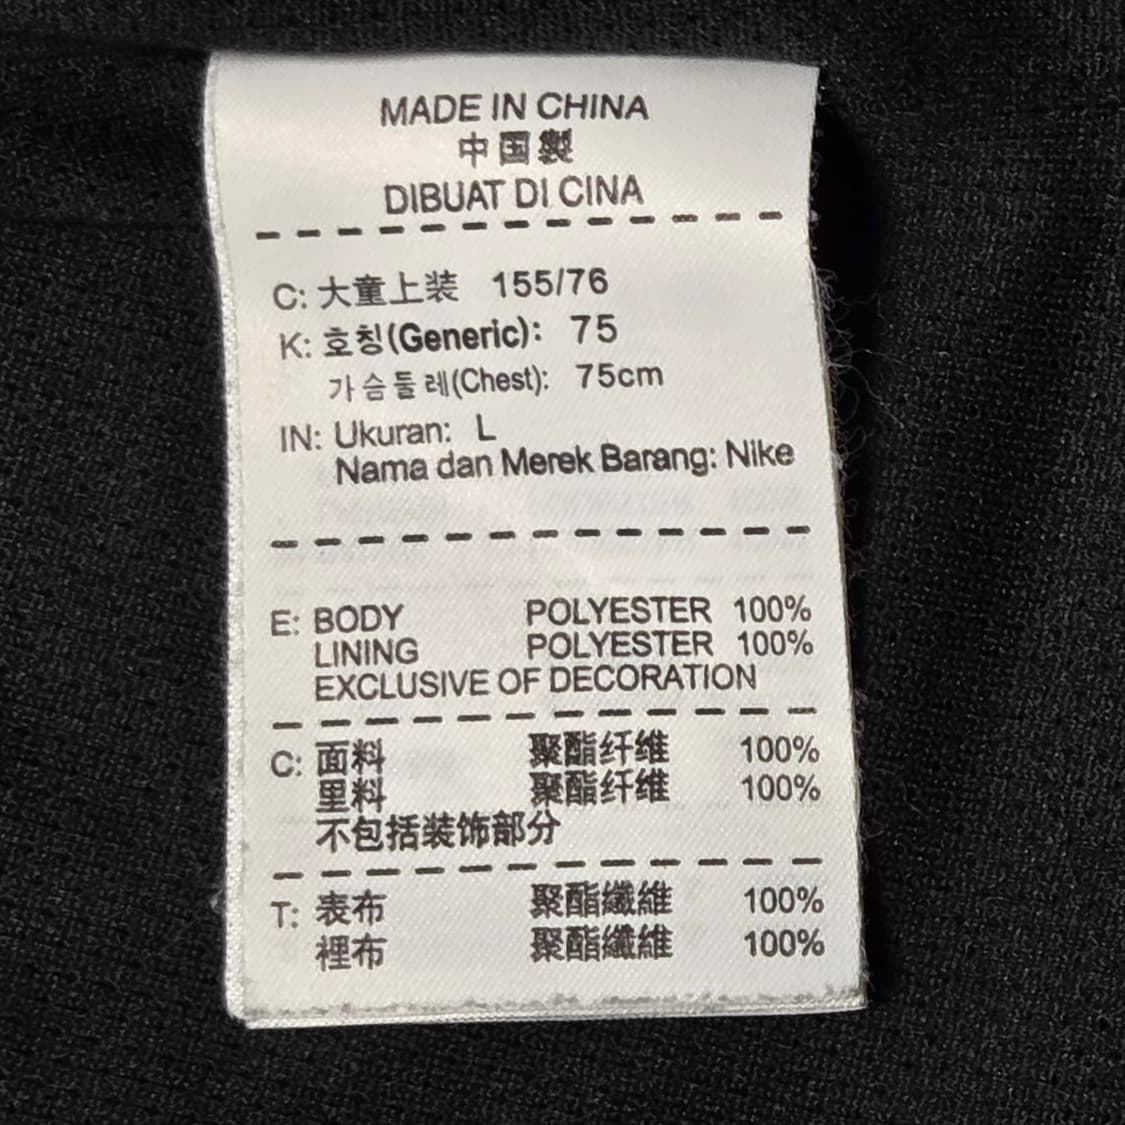 MADE IN CHINA
中国製
DIBUAT DI CINA
C: 大童上装 155/76
K: 호칭(Generic): 75
가슴둘레(Chest): 75cm
IN: Ukuran: L
Nama dan Merek Barang: Nike
E: BODY POLYESTER 100%
LINING POLYESTER 100%
EXCLUSIVE OF DECORATION
C: 面料 聚酯纤维 100%
里料 聚酯纤维 100%
不包括装饰部分
T: 表布 聚酯纖維 100%
裡布 聚酯纖維 100%